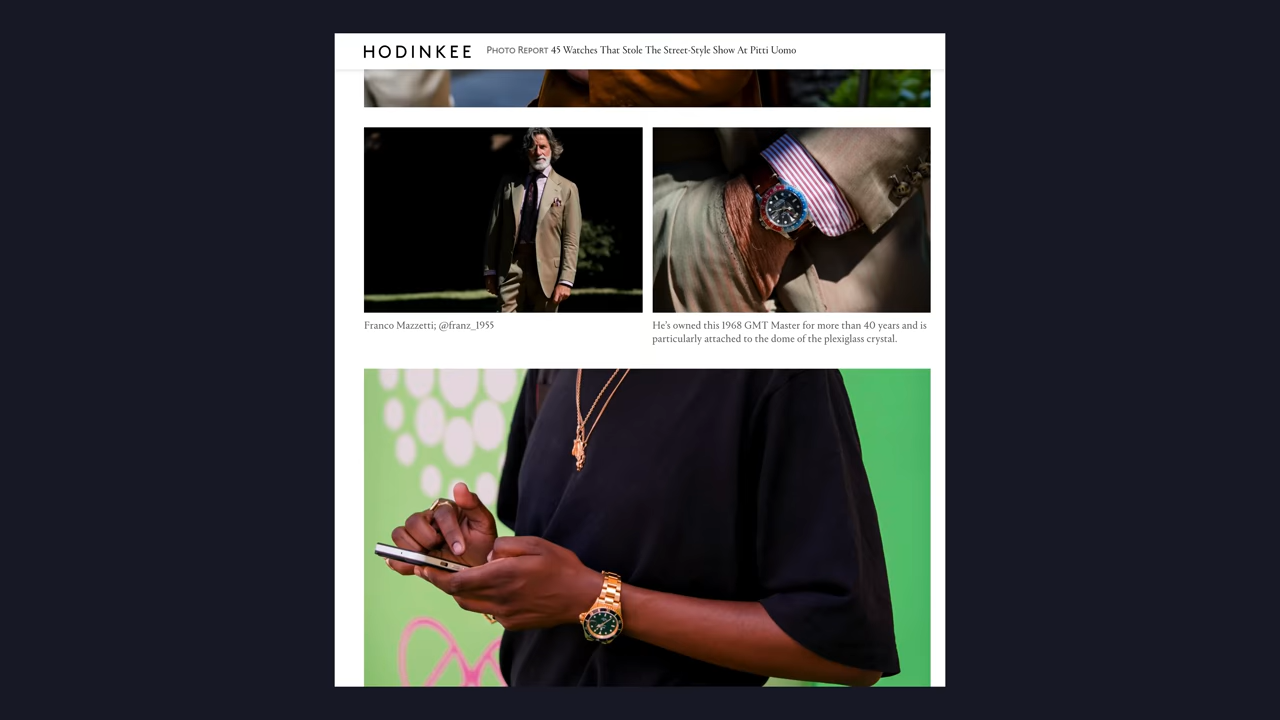 HODINKEE PHOTO REPORT 45 Watches That Stole The Street-Style Show At Pitti Uomo
Franco Mazzetti; @franz_1955
He's owned this 1968 GMT Master for more than 40 years and is
particularly attached to the dome of the plexiglass crystal.